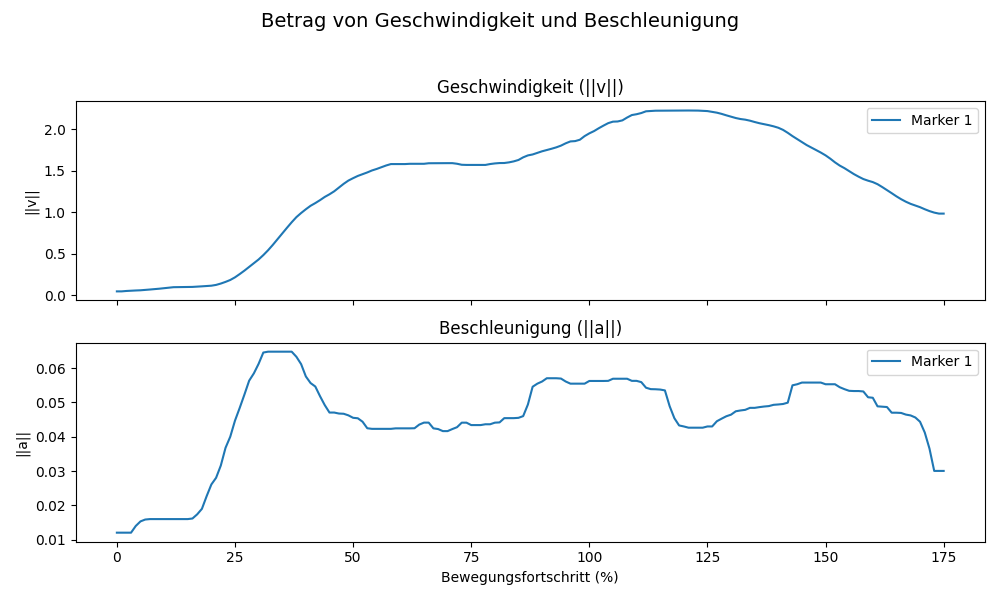 Betrag von Geschwindigkeit und Beschleunigung
Geschwindigkeit (||v||)
Marker 1
2.0
1.5
1.0
0.5
0.0
||v||
Beschleunigung (||a||)
Marker 1
0.06
0.05
0.04
0.03
0.02
0.01
||a||
0 25 50 75 100 125 150 175
Bewegungsfortschritt (%)